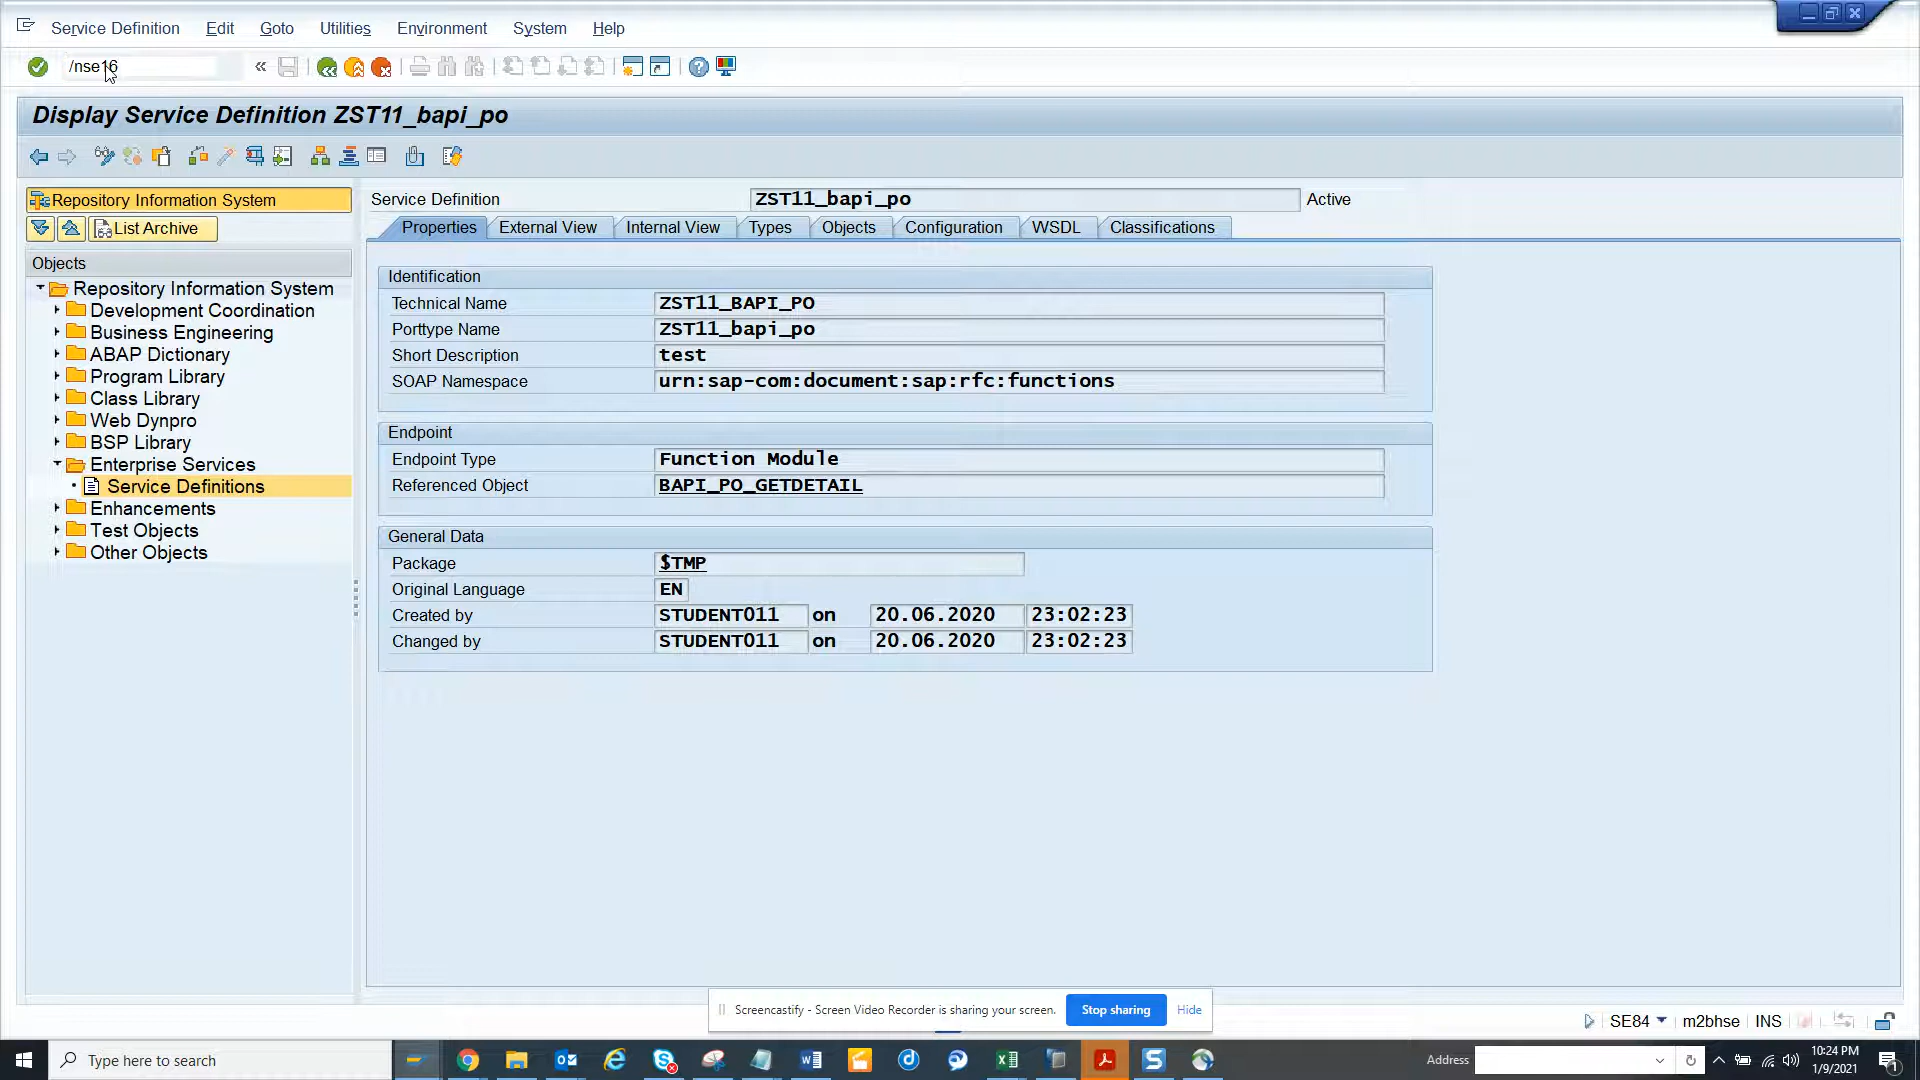 Service Definition Edit Goto Utilities Environment System Help
/nse16
Display Service Definition ZST11_bapi_po
Repository Information System
List Archive
Objects
Repository Information System
Development Coordination
Business Engineering
ABAP Dictionary
Program Library
Class Library
Web Dynpro
BSP Library
Enterprise Services
Service Definitions
Enhancements
Test Objects
Other Objects
Service Definition ZST11_bapi_po Active
Properties External View Internal View Types Objects Configuration WSDL Classifications
Identification
Technical Name ZST11_BAPI_PO
Porttype Name ZST11_bapi_po
Short Description test
SOAP Namespace urn:sap-com:document:sap:rfc:functions
Endpoint
Endpoint Type Function Module
Referenced Object BAPI_PO_GETDETAIL
General Data
Package $TMP
Original Language EN
Created by STUDENT011 on 20.06.2020 23:02:23
Changed by STUDENT011 on 20.06.2020 23:02:23
Screencastify - Screen Video Recorder is sharing your screen. Stop sharing Hide
SE84 m2bhse INS
Type here to search
Address
10:24 PM
1/9/2021